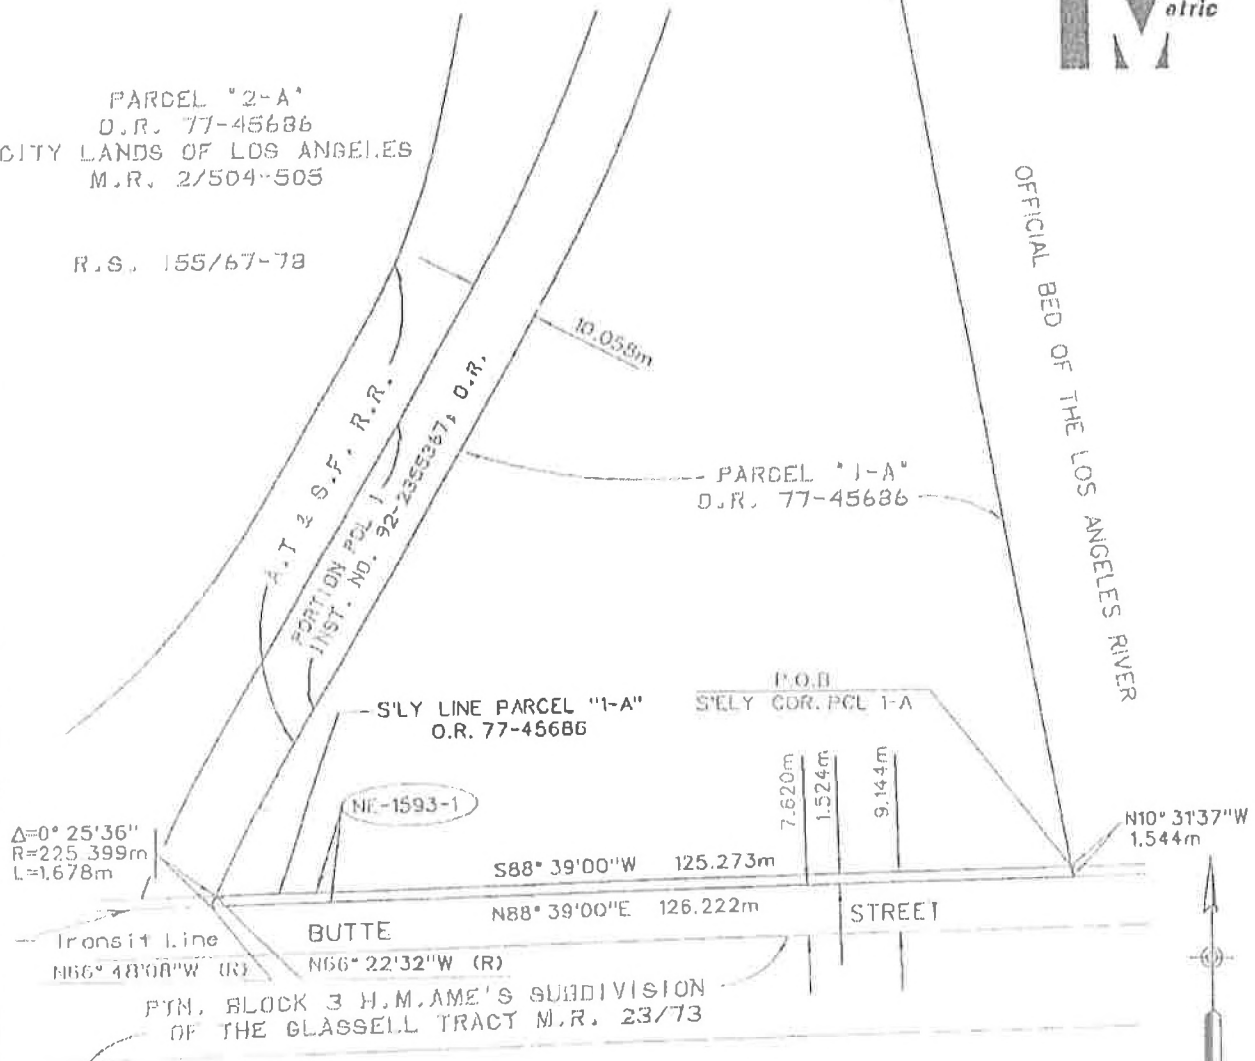 etric
PARCEL "2-A"
O.R. 77-45686
CITY LANDS OF LOS ANGELES
M.R. 2/504-505
R.S. 155/67-78
OFFICIAL BED OF THE LOS ANGELES RIVER
10.058m
A.T & S.F. R.R.
PORTION PCL 1
INST. NO. 92-2355367, O.R.
PARCEL "1-A"
O.R. 77-45686
P.O.B
S'ELY COR. PCL 1-A
S'LY LINE PARCEL "1-A"
O.R. 77-45686
7.620m
1.524m
9.144m
NE-1593-1
N10° 31'37"W
1.544m
Δ=0° 25'36"
R=225.399m
L=1.678m
S88° 39'00"W 125.273m
N88° 39'00"E 126.222m
BUTTE STREET
Transit Line
N66° 48'08"W (R)
N66° 22'32"W (R)
PTN. BLOCK 3 H.M.AME'S SUBDIVISION
OF THE GLASSELL TRACT M.R. 23/73